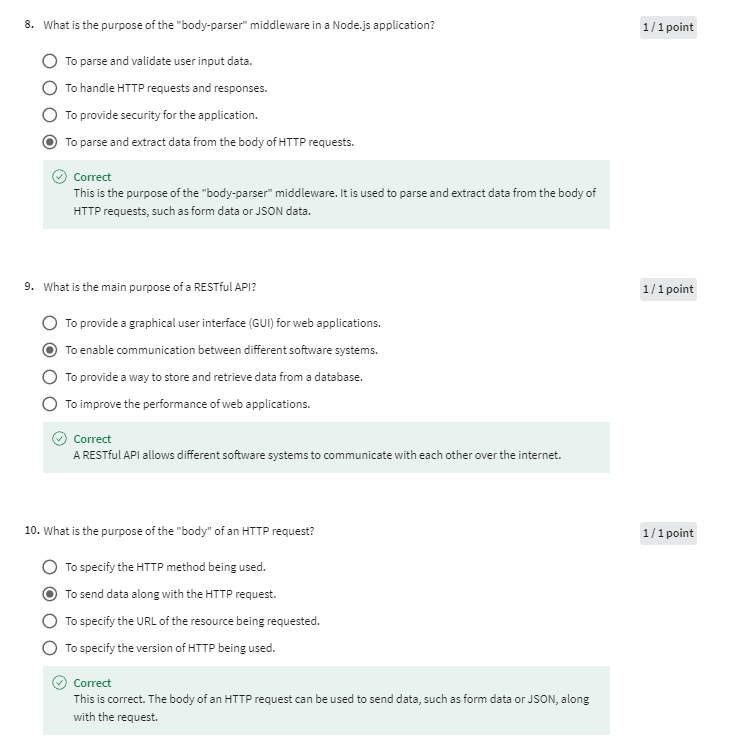 8. What is the purpose of the "body-parser" middleware in a Node.js application?
1 / 1 point
To parse and validate user input data.
To handle HTTP requests and responses.
To provide security for the application.
To parse and extract data from the body of HTTP requests.
Correct
This is the purpose of the "body-parser" middleware. It is used to parse and extract data from the body of
HTTP requests, such as form data or JSON data.
9. What is the main purpose of a RESTful API?
1 / 1 point
To provide a graphical user interface (GUI) for web applications.
To enable communication between different software systems.
To provide a way to store and retrieve data from a database.
To improve the performance of web applications.
Correct
A RESTful API allows different software systems to communicate with each other over the internet.
10. What is the purpose of the "body" of an HTTP request?
1 / 1 point
To specify the HTTP method being used.
To send data along with the HTTP request.
To specify the URL of the resource being requested.
To specify the version of HTTP being used.
Correct
This is correct. The body of an HTTP request can be used to send data, such as form data or JSON, along
with the request.